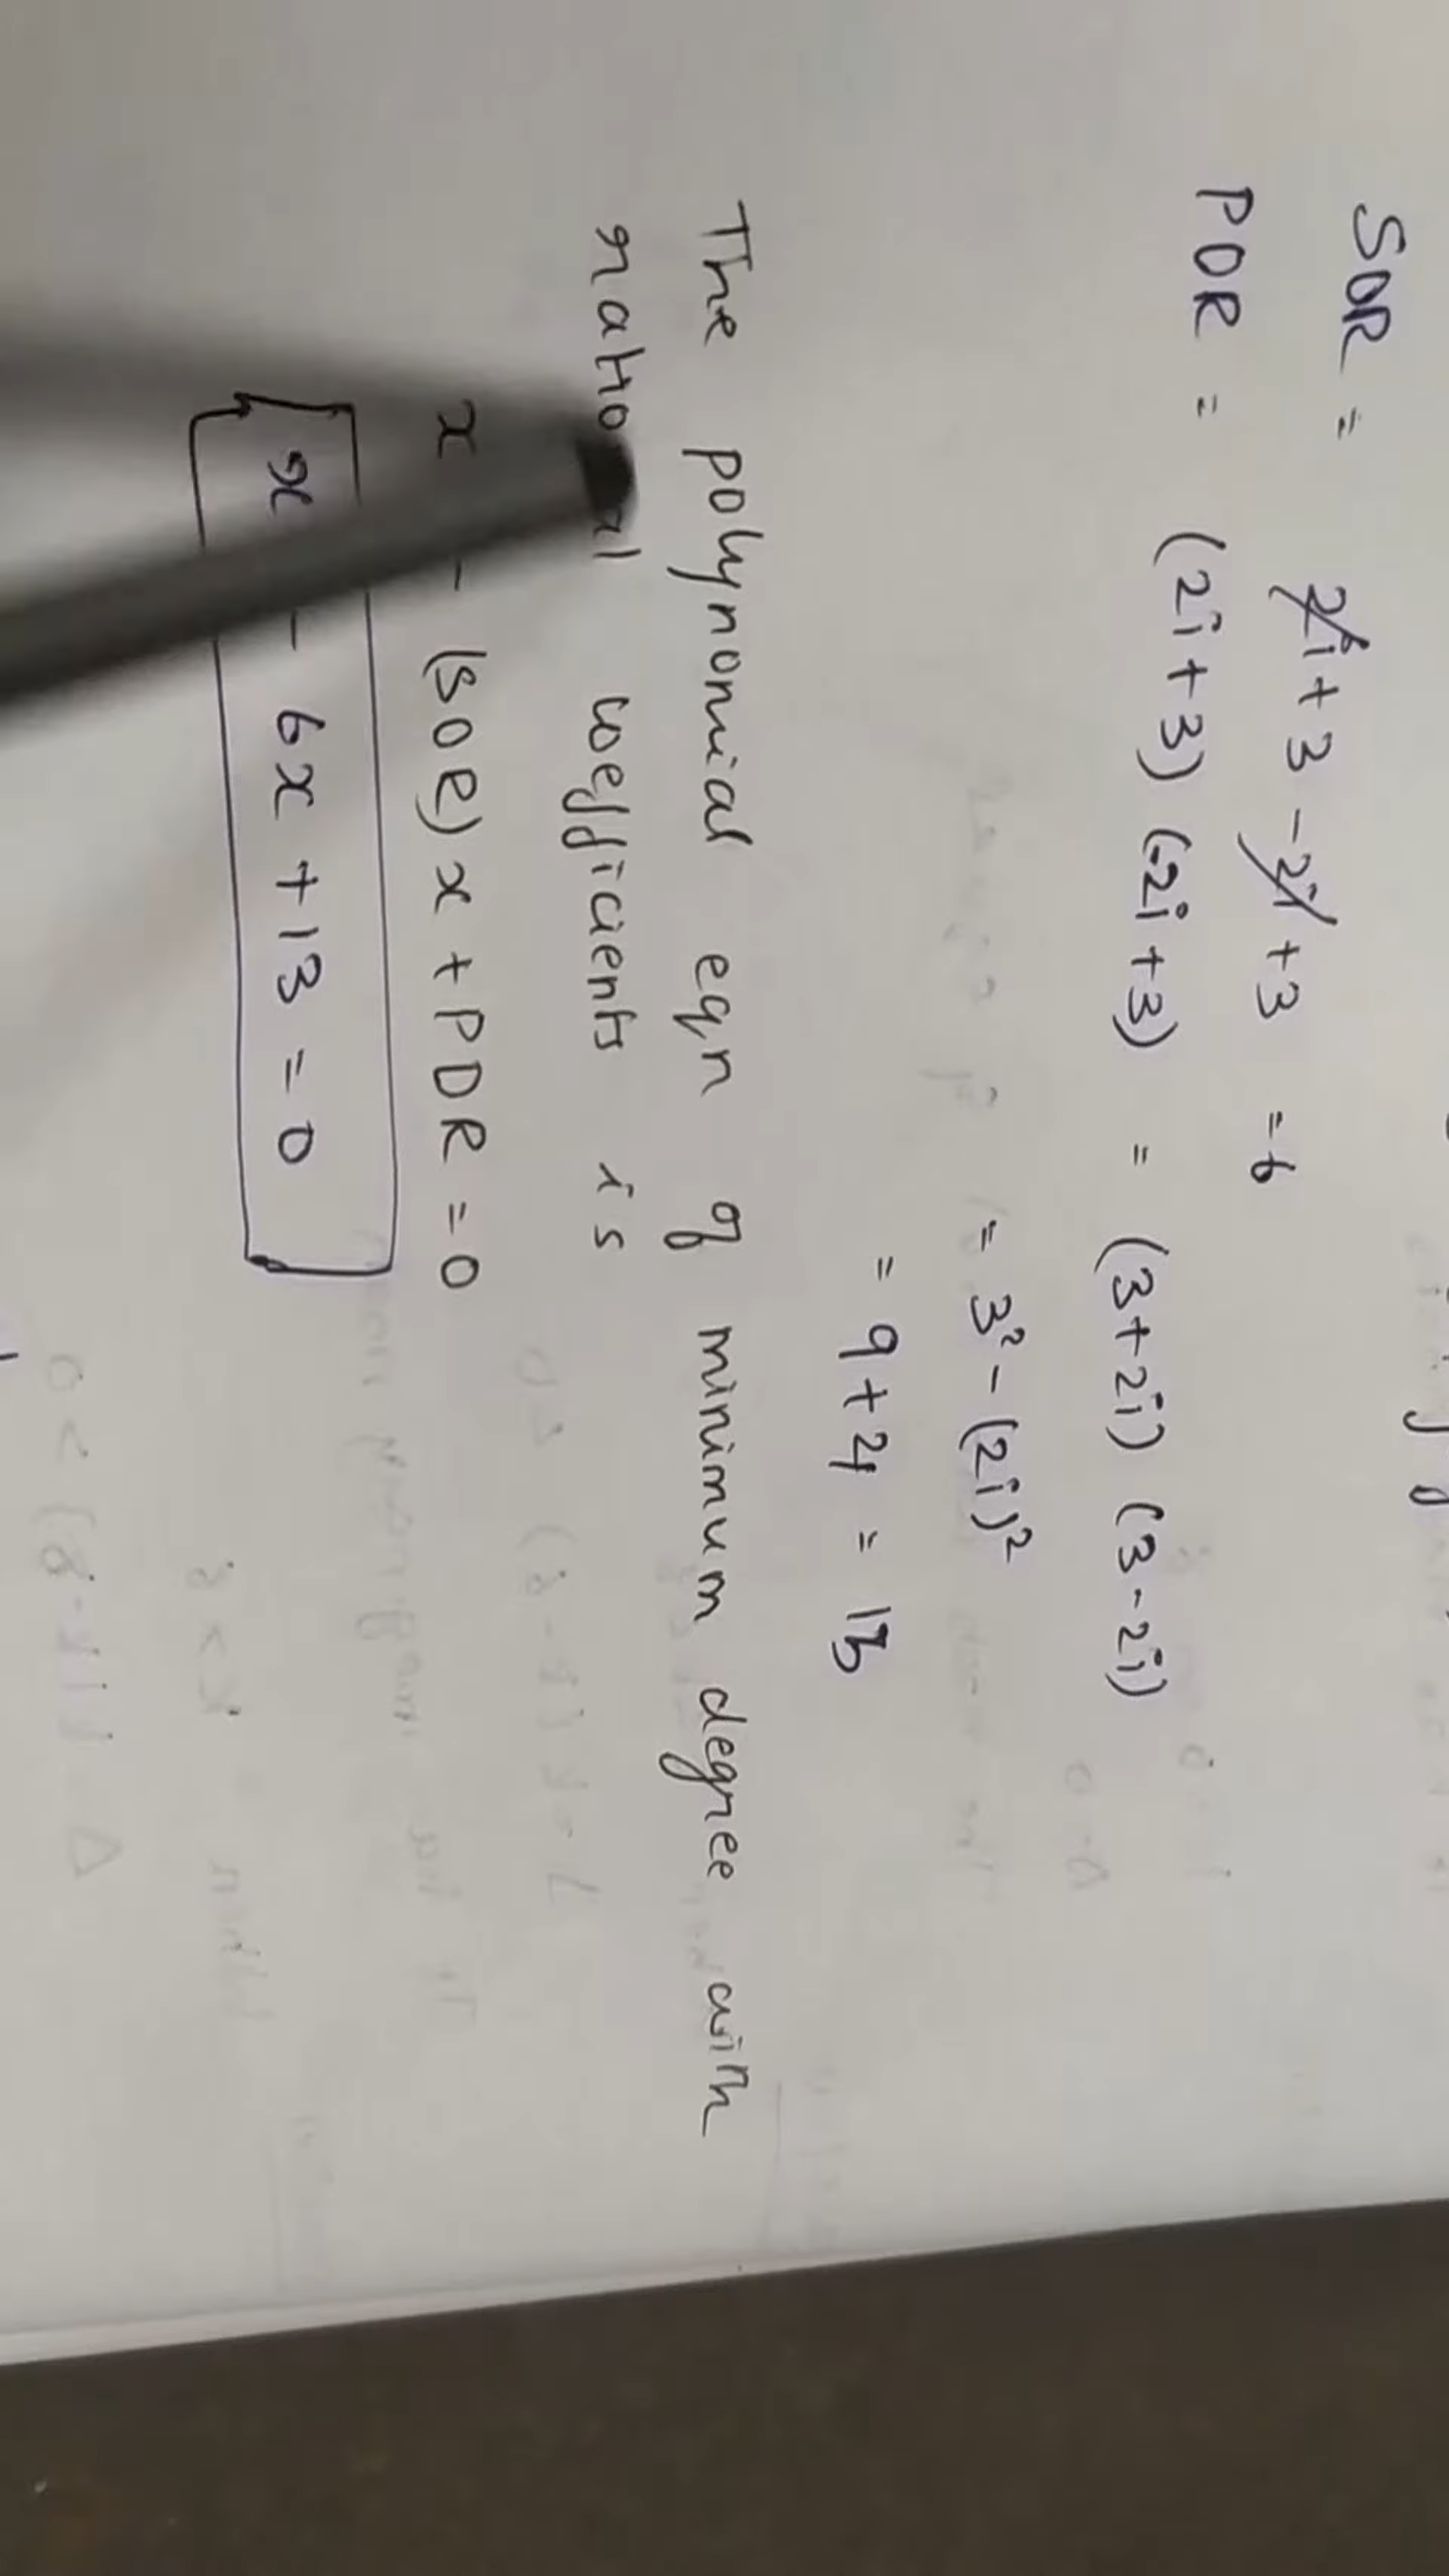 SOR = 2i + 3 - 2i + 3 = 6
POR = (2i + 3) (-2i + 3) = (3 + 2i) (3 - 2i)
= 3² - (2i)²
= 9 + 4 = 13
The polynomial eqn of minimum degree with
coefficients is
x - (SOR) x + POR = 0
x - 6x + 13 = 0